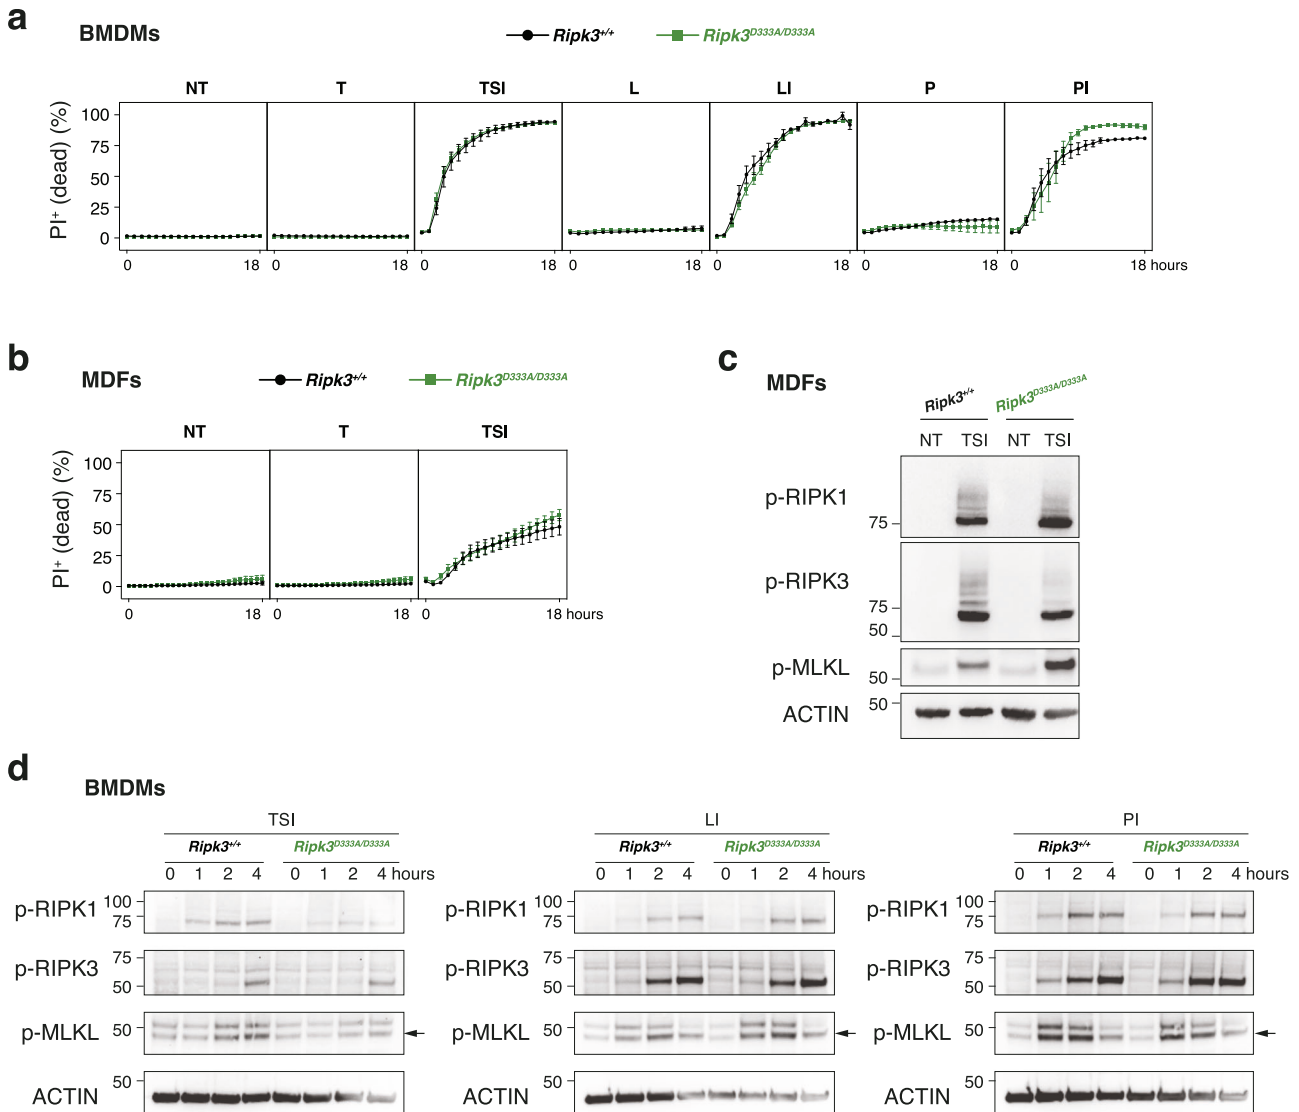 a
BMDMs
Ripk3+/+ Ripk3D333A/D333A
NT T TSI L LI P PI
PI+ (dead) (%)
100
75
50
25
0
0 18 0 18 0 18 0 18 0 18 0 18 0 18 hours
b
MDFs
Ripk3+/+ Ripk3D333A/D333A
NT T TSI
PI+ (dead) (%)
100
75
50
25
0
0 18 0 18 0 18 hours
c
MDFs
Ripk3+/+ Ripk3D333A/D333A
NT TSI NT TSI
p-RIPK1
75
p-RIPK3
75
50
p-MLKL
50
ACTIN
50
d
BMDMs
TSI
Ripk3+/+ Ripk3D333A/D333A
0 1 2 4 0 1 2 4 hours
p-RIPK1
100
75
p-RIPK3
75
50
p-MLKL
50
ACTIN
50
LI
Ripk3+/+ Ripk3D333A/D333A
0 1 2 4 0 1 2 4 hours
p-RIPK1
100
75
p-RIPK3
75
50
p-MLKL
50
ACTIN
50
PI
Ripk3+/+ Ripk3D333A/D333A
0 1 2 4 0 1 2 4 hours
p-RIPK1
100
75
p-RIPK3
75
50
p-MLKL
50
ACTIN
50